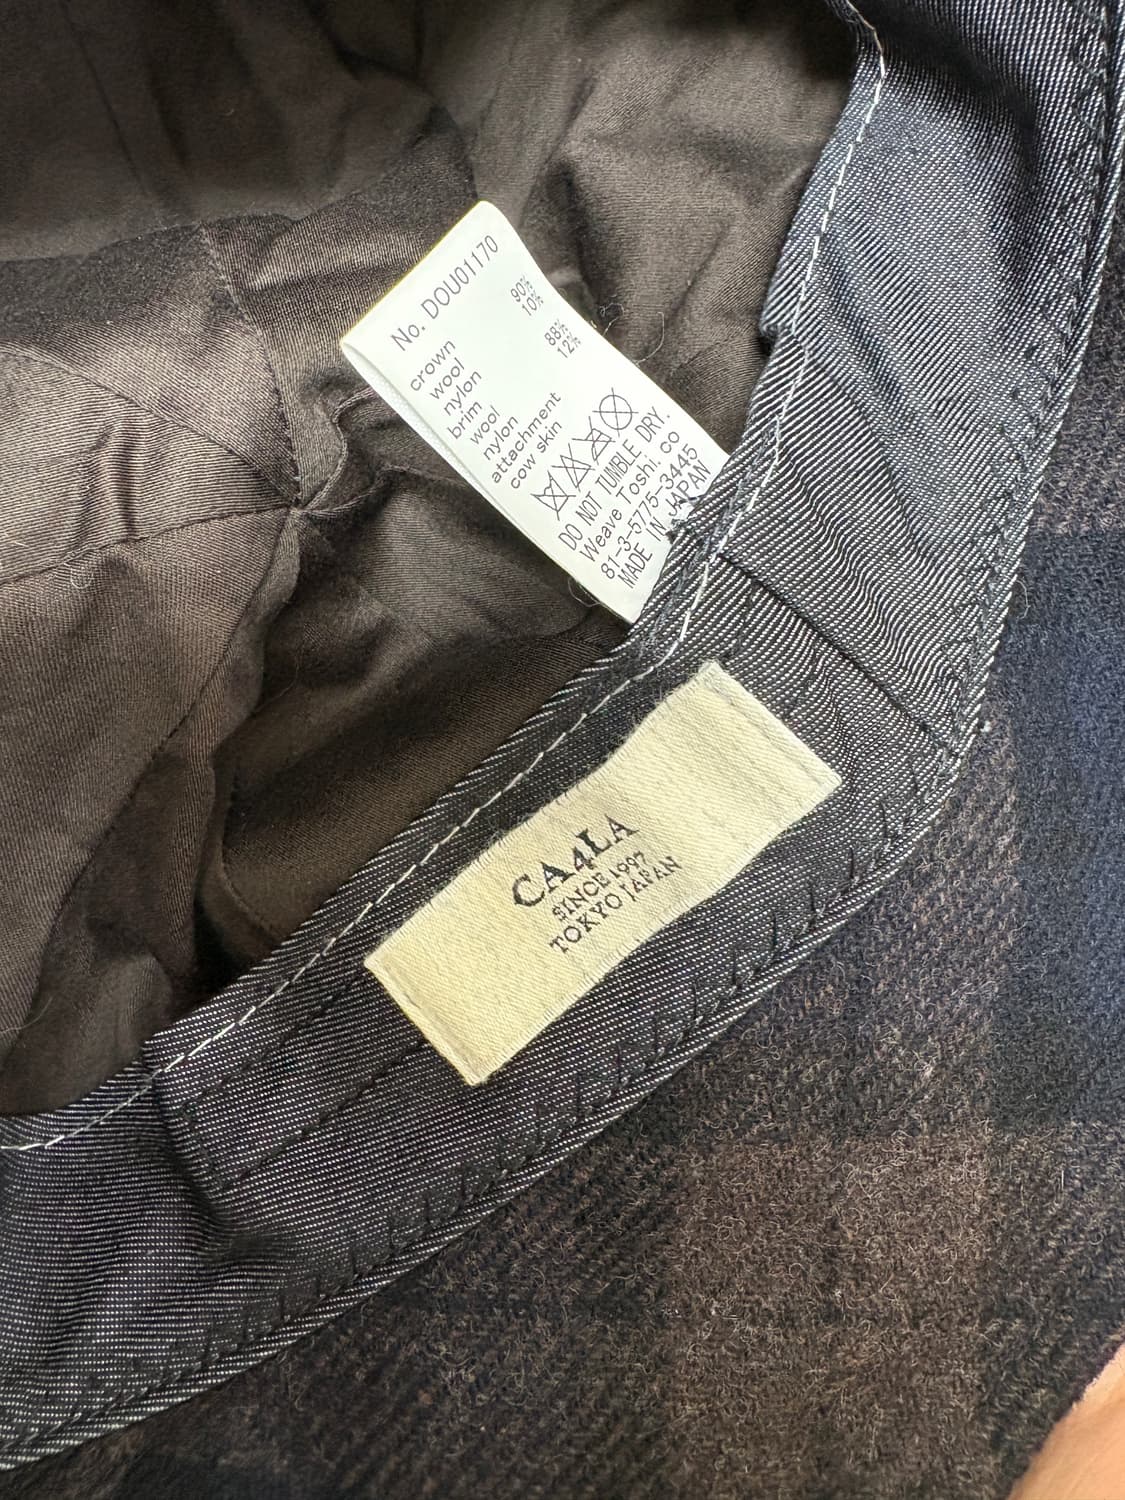 No. DOU01170
crown
wool 90%
nylon 10%
brim
wool 88%
nylon 12%
attachment
cow skin
DO NOT TUMBLE DRY.
Weave Toshi. co
81-3-5775-3445
MADE IN JAPAN
CA4LA
SINCE 1997
TOKYO JAPAN